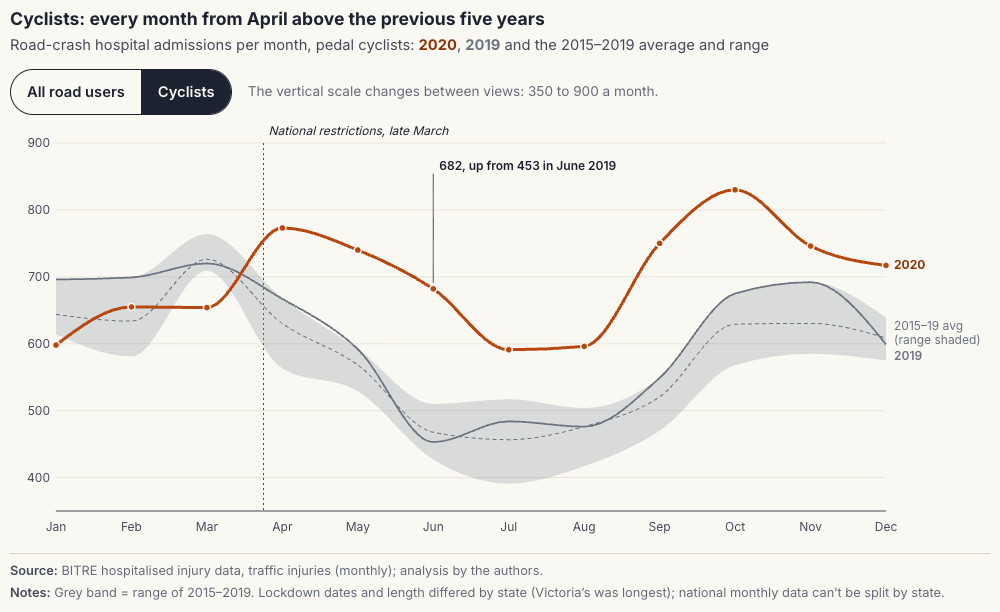 Cyclists: every month from April above the previous five years
Road-crash hospital admissions per month, pedal cyclists: 2020, 2019 and the 2015–2019 average and range
All road users
Cyclists
The vertical scale changes between views: 350 to 900 a month.
National restrictions, late March
900
682, up from 453 in June 2019
800
700
2020
2015–19 avg
(range shaded)
600
2019
500
400
Jan Feb Mar Apr May Jun Jul Aug Sep Oct Nov Dec
Source: BITRE hospitalised injury data, traffic injuries (monthly); analysis by the authors.
Notes: Grey band = range of 2015–2019. Lockdown dates and length differed by state (Victoria’s was longest); national monthly data can’t be split by state.